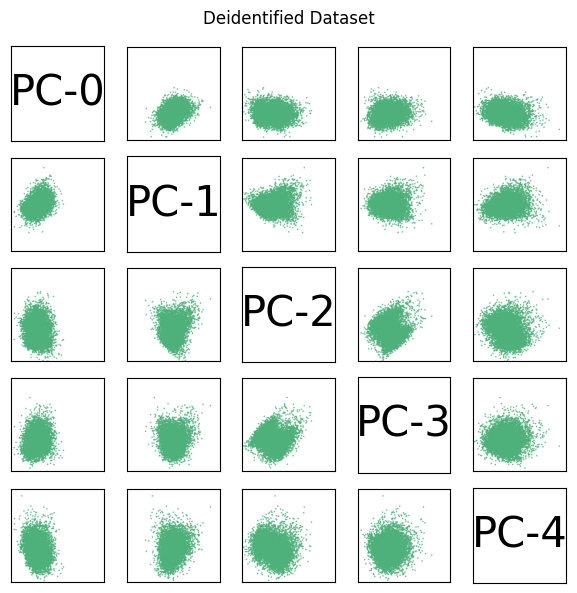 Deidentified Dataset
PC-0
PC-1
PC-2
PC-3
PC-4